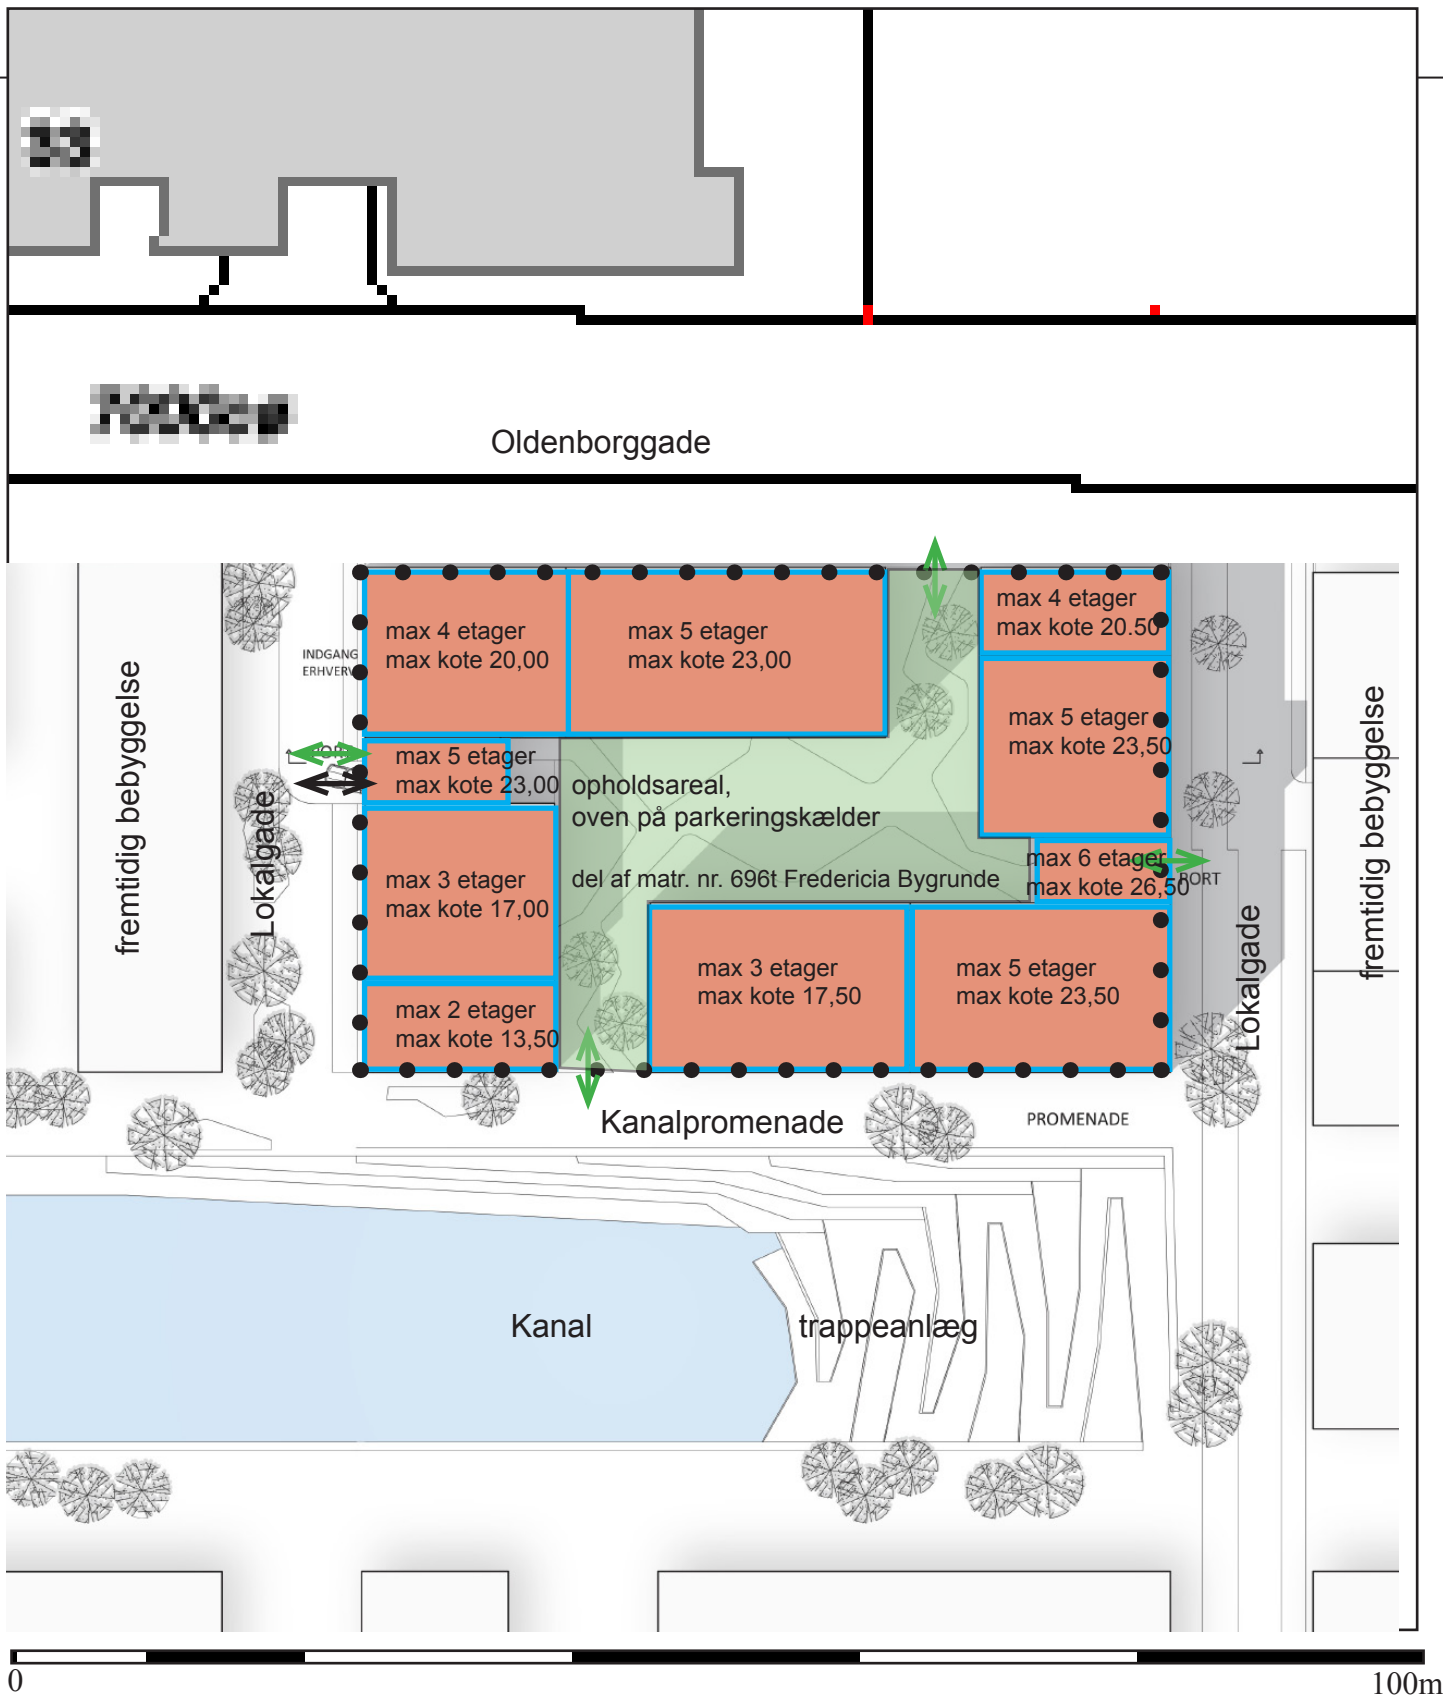 33
Oldenborggade
max 4 etager
max kote 20,00
max 5 etager
max kote 23,00
max 4 etager
max kote 20.50
INDGANG
ERHVERV
max 5 etager
max kote 23,50
max 5 etager
max kote 23,00
opholdsareal,
oven på parkeringskælder
fremtidig bebyggelse
Lokalgade
max 3 etager
max kote 17,00
del af matr. nr. 696t Fredericia Bygrunde
max 6 etager
max kote 26,50
PORT
fremtidig bebyggelse
Lokalgade
max 3 etager
max kote 17,50
max 5 etager
max kote 23,50
max 2 etager
max kote 13,50
Kanalpromenade
PROMENADE
Kanal
trappeanlæg
0
100m